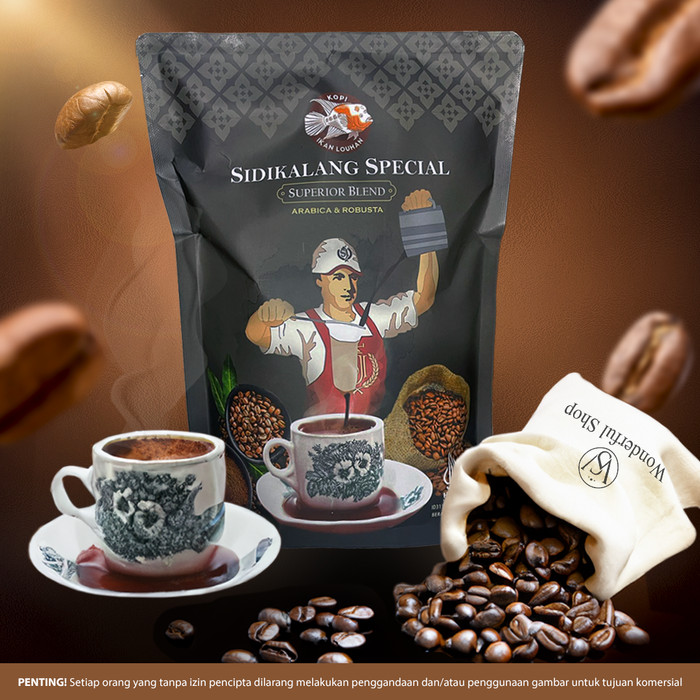 KOPI
IKAN LOUHAN
SIDIKALANG SPECIAL
SUPERIOR BLEND
ARABICA & ROBUSTA
Wonderful Shop
PENTING! Setiap orang yang tanpa izin pencipta dilarang melakukan penggandaan dan/atau penggunaan gambar untuk tujuan komersial